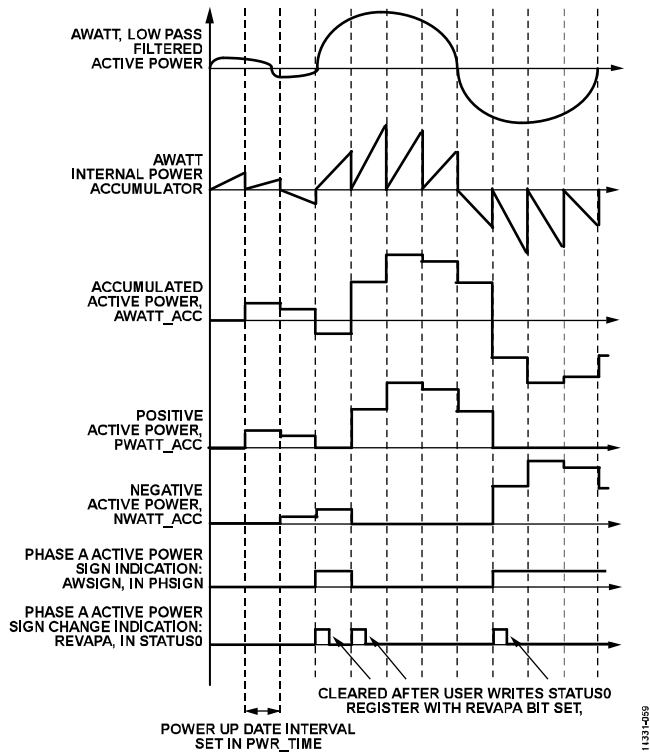 AWATT, LOW PASS
FILTERED
ACTIVE POWER
AWATT
INTERNAL POWER
ACCUMULATOR
ACCUMULATED
ACTIVE POWER,
AWATT_ACC
POSITIVE
ACTIVE POWER,
PWATT_ACC
NEGATIVE
ACTIVE POWER,
NWATT_ACC
PHASE A ACTIVE POWER
SIGN INDICATION:
AWSIGN, IN PHSIGN
PHASE A ACTIVE POWER
SIGN CHANGE INDICATION:
REVAPA, IN STATUS0
CLEARED AFTER USER WRITES STATUS0
REGISTER WITH REVAPA BIT SET,
POWER UP DATE INTERVAL
SET IN PWR_TIME
11331-059